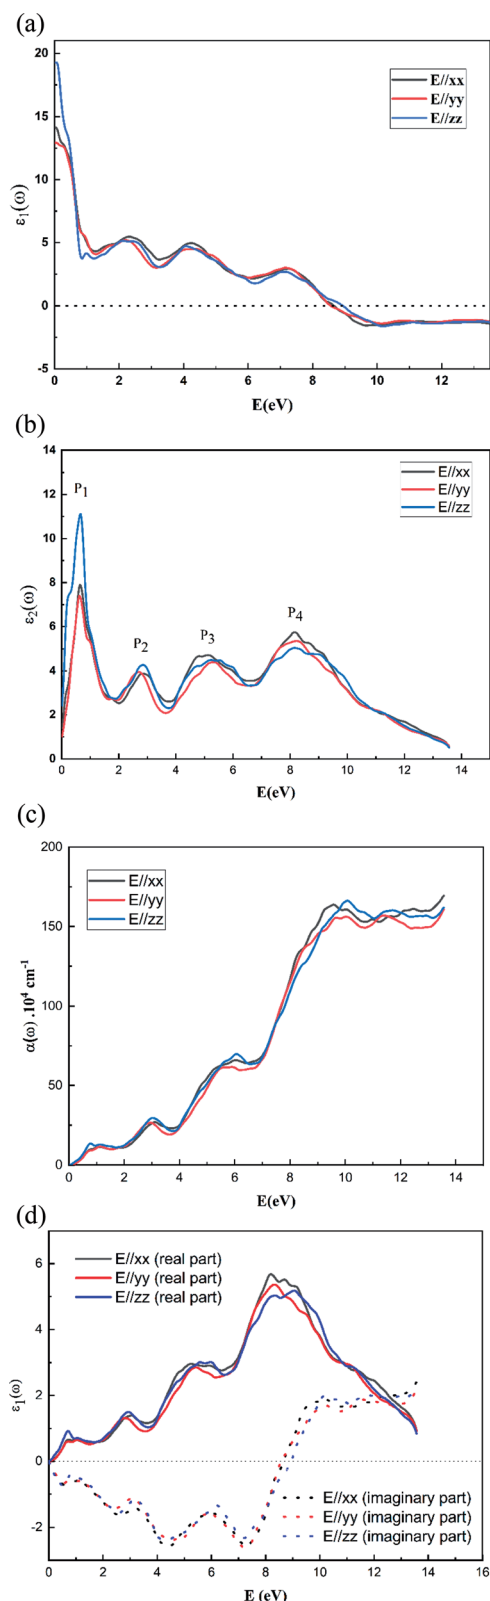 (a)
20
15
10
5
0
-5
ε₁(ω)
E//xx
E//yy
E//zz
0 2 4 6 8 10 12
E(eV)
(b)
14
12
10
8
6
4
2
0
ε₂(ω)
P₁
P₂
P₃
P₄
E//xx
E//yy
E//zz
0 2 4 6 8 10 12 14
E(eV)
(c)
200
150
100
50
0
α(ω) .10⁴ cm⁻¹
E//xx
E//yy
E//zz
0 2 4 6 8 10 12 14
E(eV)
(d)
6
4
2
0
-2
ε₁(ω)
E//xx (real part)
E//yy (real part)
E//zz (real part)
E//xx (imaginary part)
E//yy (imaginary part)
E//zz (imaginary part)
0 2 4 6 8 10 12 14 16
E (eV)